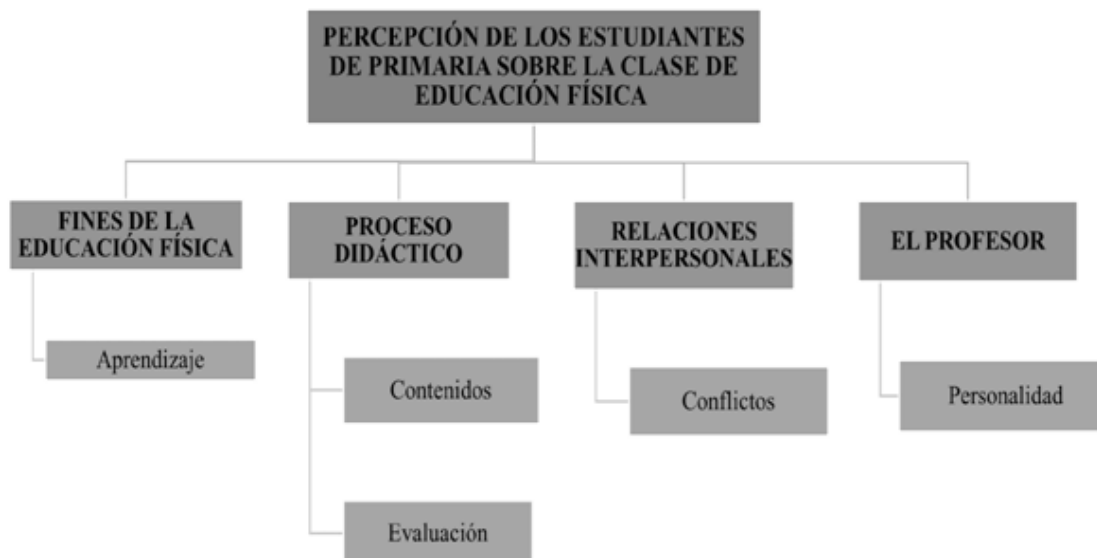 PERCEPCIÓN DE LOS ESTUDIANTES
DE PRIMARIA SOBRE LA CLASE DE
EDUCACIÓN FÍSICA
FINES DE LA
EDUCACIÓN FÍSICA
Aprendizaje
PROCESO
DIDÁCTICO
Contenidos
Evaluación
RELACIONES
INTERPERSONALES
Conflictos
EL PROFESOR
Personalidad